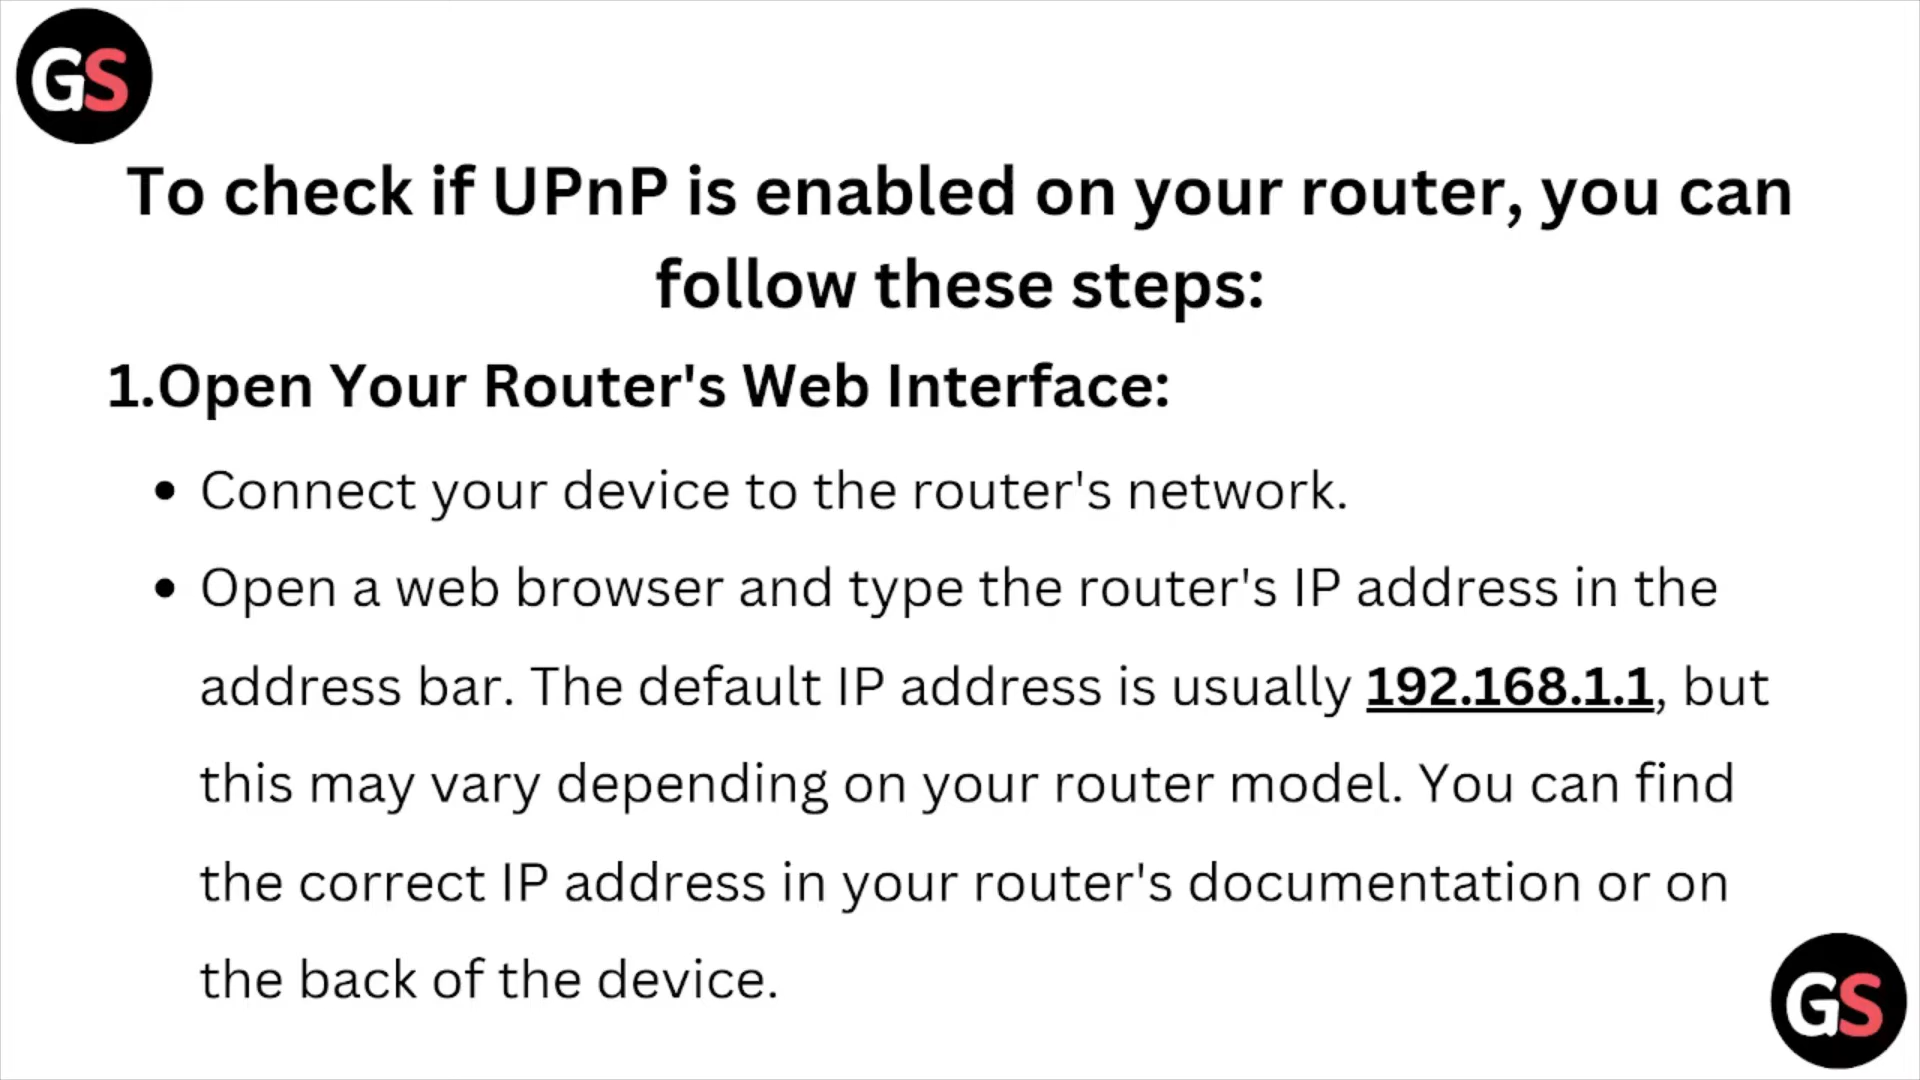 GS
To check if UPnP is enabled on your router, you can
follow these steps:
1.Open Your Router's Web Interface:
• Connect your device to the router's network.
• Open a web browser and type the router's IP address in the
address bar. The default IP address is usually 192.168.1.1, but
this may vary depending on your router model. You can find
the correct IP address in your router's documentation or on
the back of the device.
GS